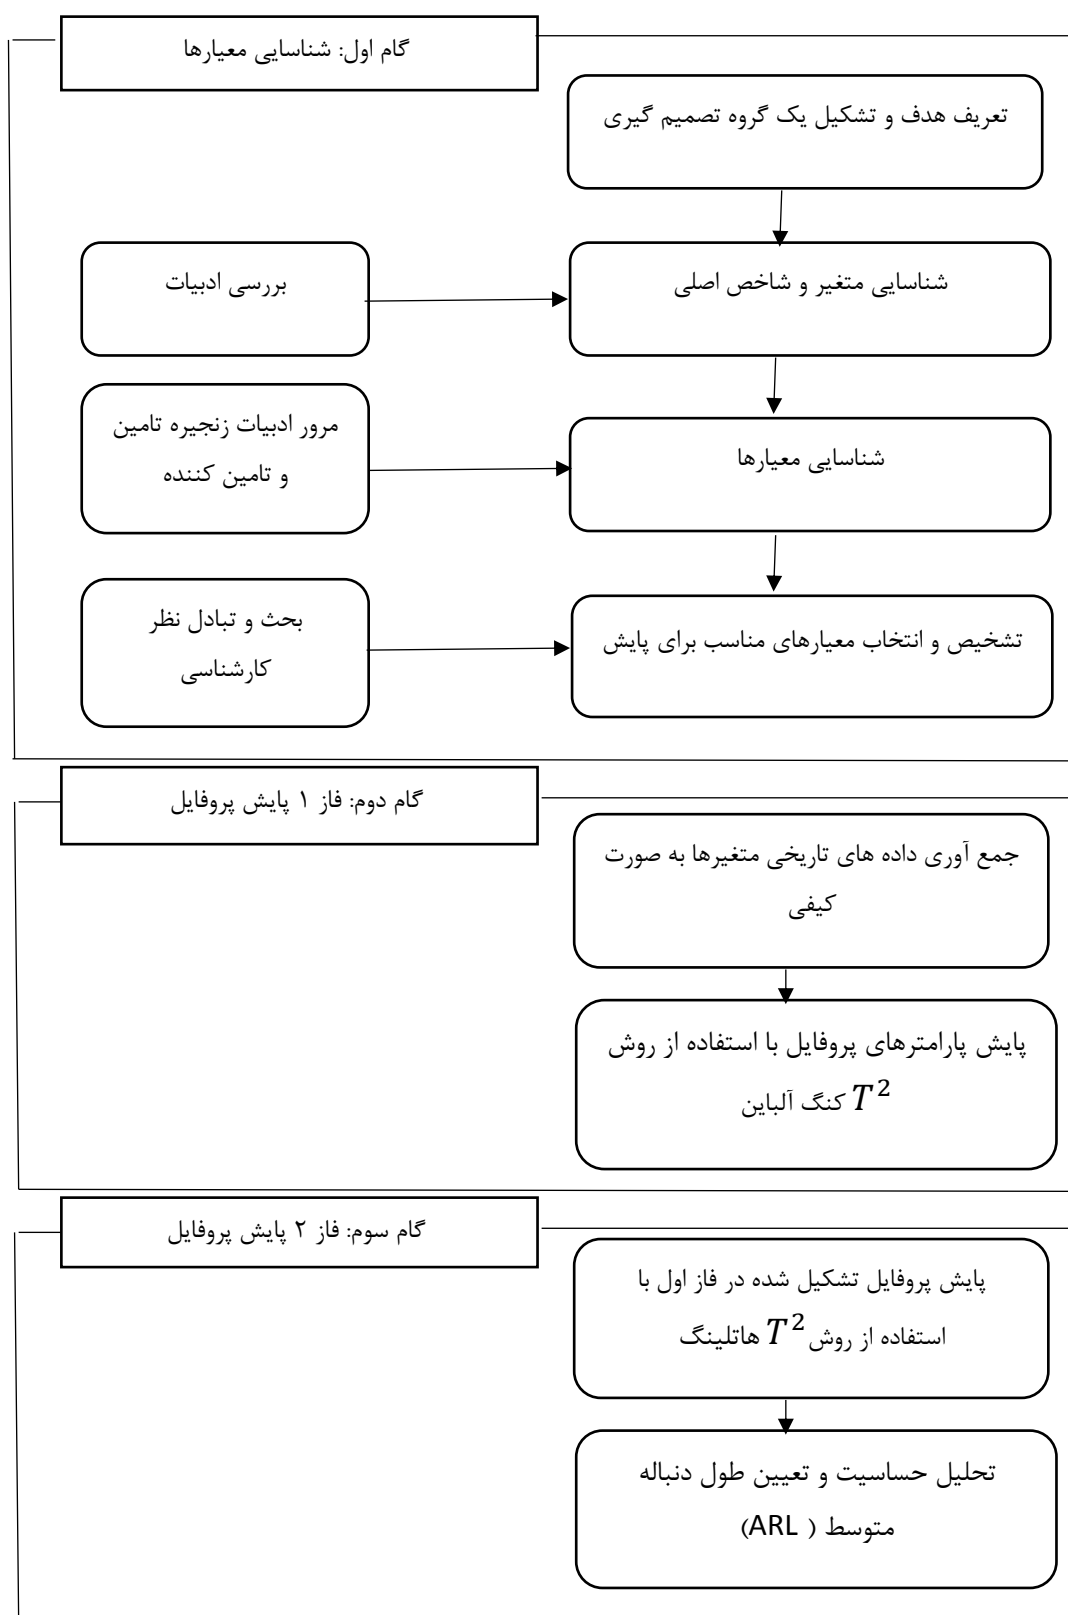 گام اول: شناسایی معیارها
تعریف هدف و تشکیل یک گروه تصمیم گیری
شناسایی متغیر و شاخص اصلی
بررسی ادبیات
شناسایی معیارها
مرور ادبیات زنجیره تامین
و تامین کننده
تشخیص و انتخاب معیارهای مناسب برای پایش
بحث و تبادل نظر
کارشناسی
گام دوم: فاز ۱ پایش پروفایل
جمع آوری داده های تاریخی متغیرها به صورت
کیفی
پایش پارامترهای پروفایل با استفاده از روش
T² کنگ آلباین
گام سوم: فاز ۲ پایش پروفایل
پایش پروفایل تشکیل شده در فاز اول با
استفاده از روش T² هاتلینگ
تحلیل حساسیت و تعیین طول دنباله
متوسط ( ARL)